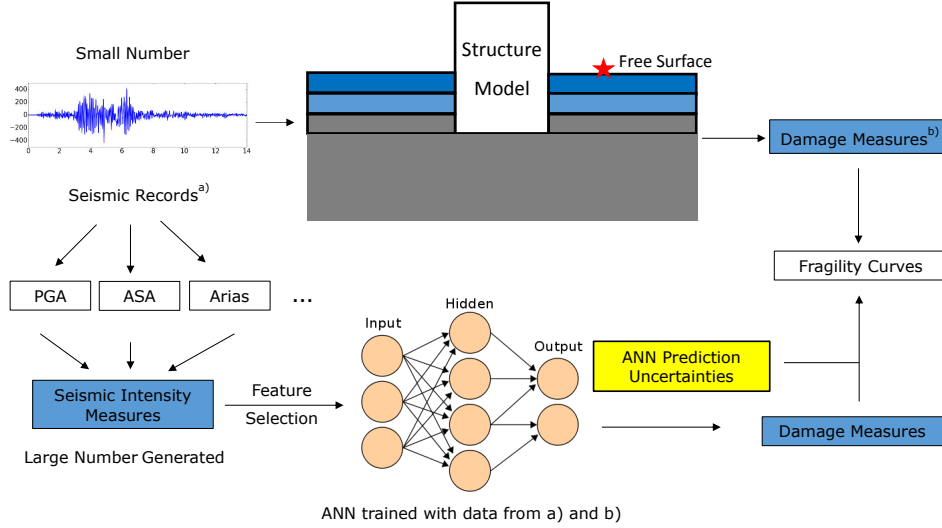 Small Number
400
200
0
−200
−400
0 2 4 6 8 10 12 14
Seismic Records a)
Structure
Model
Free Surface
Damage Measures b)
Fragility Curves
PGA
ASA
Arias
...
Seismic Intensity
Measures
Large Number Generated
Feature
Selection
Input
Hidden
Output
ANN Prediction
Uncertainties
Damage Measures
ANN trained with data from a) and b)